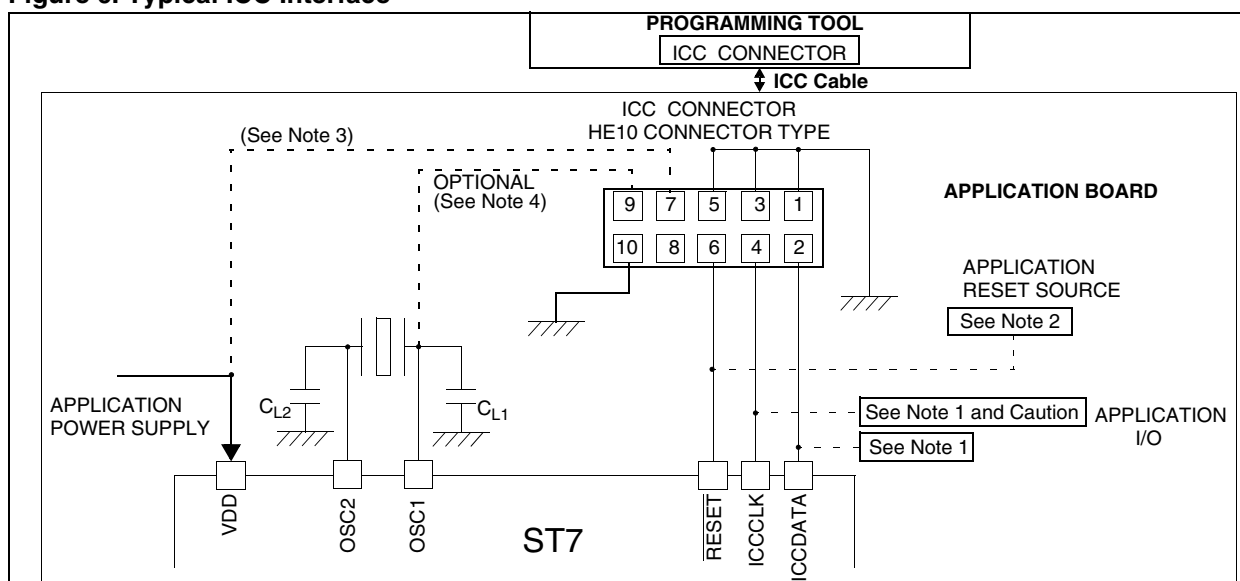 Figure 6. Typical ICC Interface
PROGRAMMING TOOL
ICC CONNECTOR
ICC Cable
ICC CONNECTOR
HE10 CONNECTOR TYPE
(See Note 3)
OPTIONAL
(See Note 4)
9 7 5 3 1
10 8 6 4 2
APPLICATION BOARD
APPLICATION
RESET SOURCE
See Note 2
CL2
CL1
APPLICATION
POWER SUPPLY
See Note 1 and Caution
See Note 1
APPLICATION
I/O
VDD
OSC2
OSC1
RESET
ICCCLK
ICCDATA
ST7